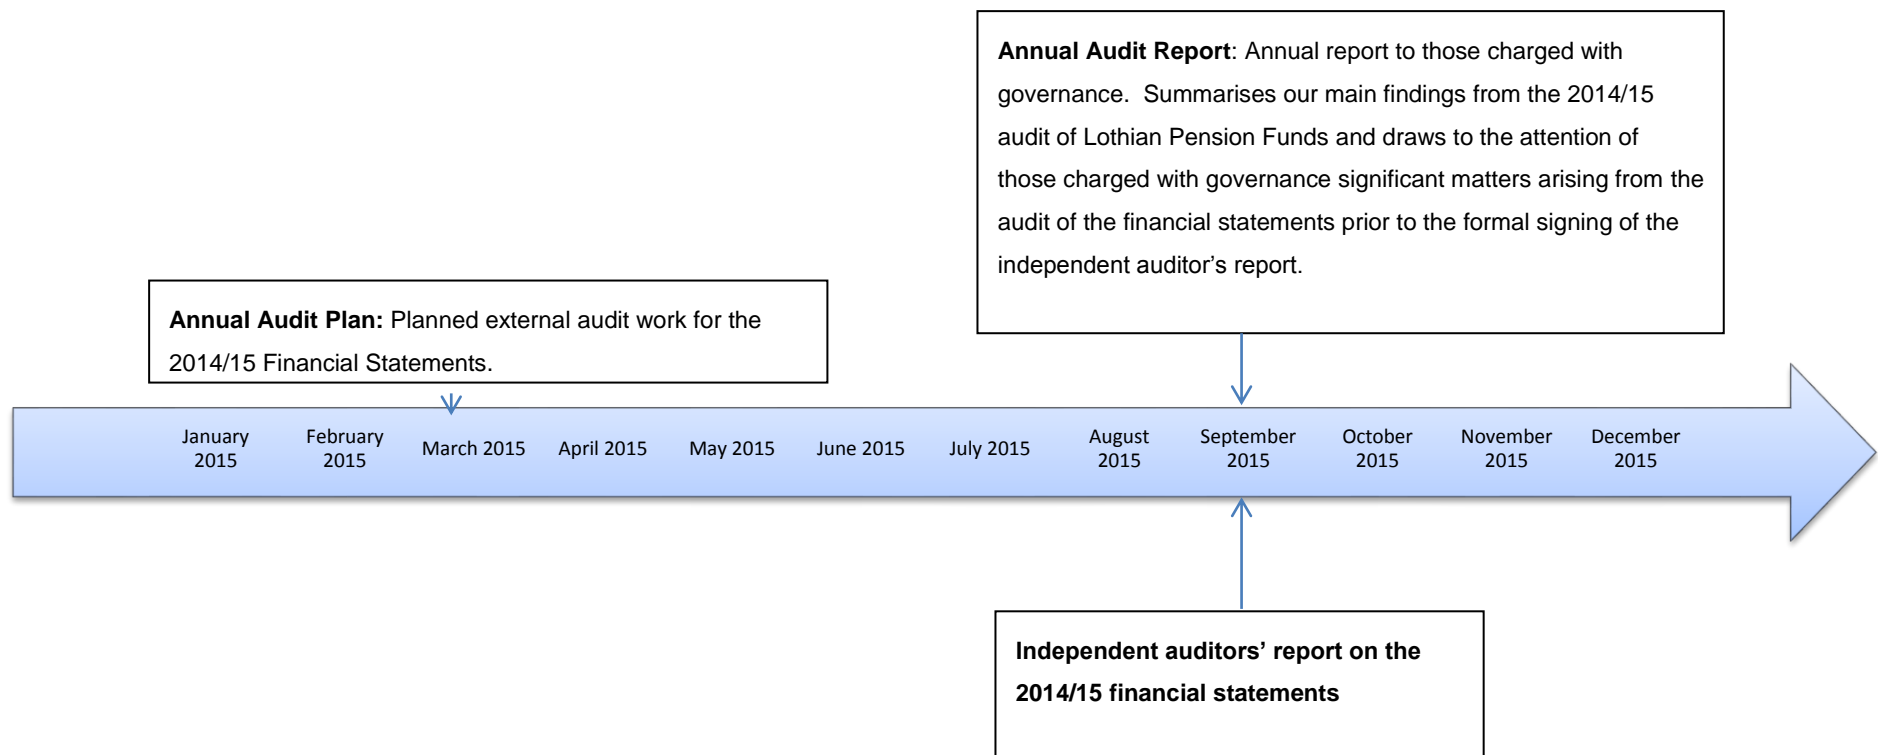 Annual Audit Report: Annual report to those charged with
governance.  Summarises our main findings from the 2014/15
audit of Lothian Pension Funds and draws to the attention of
those charged with governance significant matters arising from the
audit of the financial statements prior to the formal signing of the
independent auditor’s report.
Annual Audit Plan: Planned external audit work for the
2014/15 Financial Statements.
January
2015
February
2015
March 2015
April 2015
May 2015
June 2015
July 2015
August
2015
September
2015
October
2015
November
2015
December
2015
Independent auditors’ report on the
2014/15 financial statements